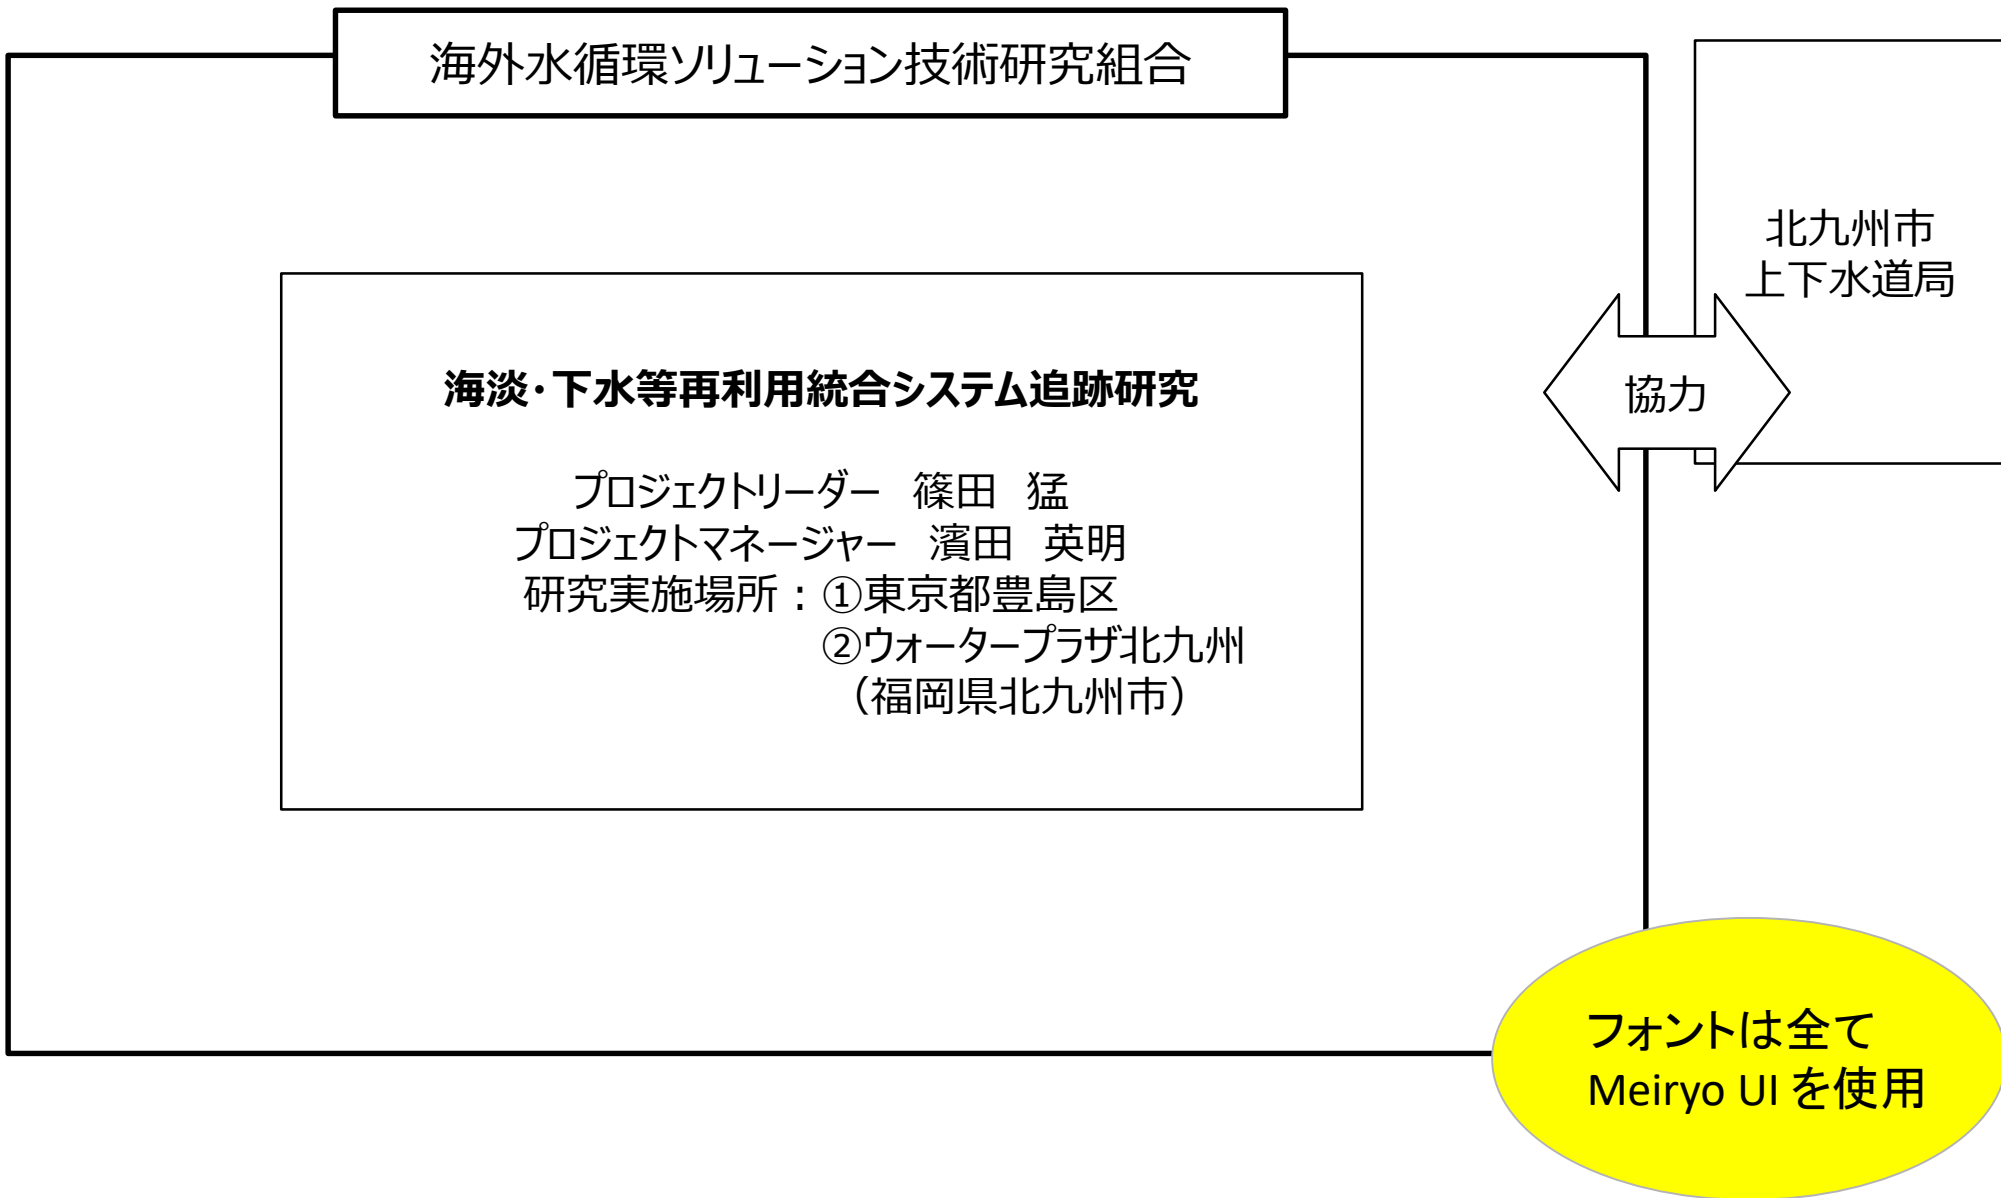 海外水循環ソリューション技術研究組合
北九州市
上下水道局
協力
海淡・下水等再利用統合システム追跡研究
プロジェクトリーダー　篠田　猛
プロジェクトマネージャー　濱田　英明
研究実施場所：①東京都豊島区
②ウォータープラザ北九州
（福岡県北九州市）
フォントは全て
Meiryo UI を使用